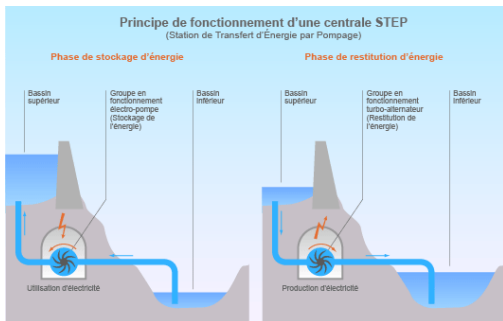 Principe de fonctionnement d'une centrale STEP
(Station de Transfert d'Énergie par Pompage)
Phase de stockage d'énergie
Bassin
supérieur
Groupe en
fonctionnement
électro-pompe
(Stockage de
l'énergie)
Bassin
inférieur
Utilisation d'électricité
Phase de restitution d'énergie
Bassin
supérieur
Groupe en
fonctionnement
turbo-alternateur
(Restitution de
l'énergie)
Bassin
inférieur
Production d'électricité